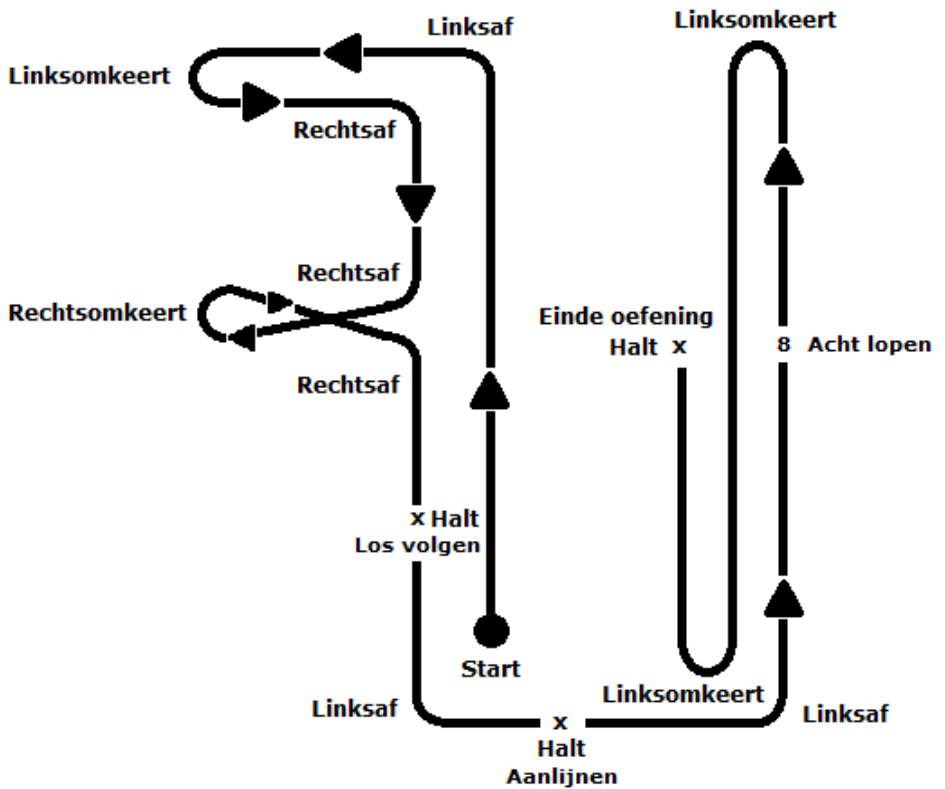 Linksaf
Linksomkeert
Rechtsaf
Rechtsaf
Rechtsomkeert
Rechtsaf
x Halt
Los volgen
Start
Linksaf
x
Halt
Aanlijnen
Linksaf
8 Acht lopen
Linksomkeert
Linksomkeert
Einde oefening
Halt x